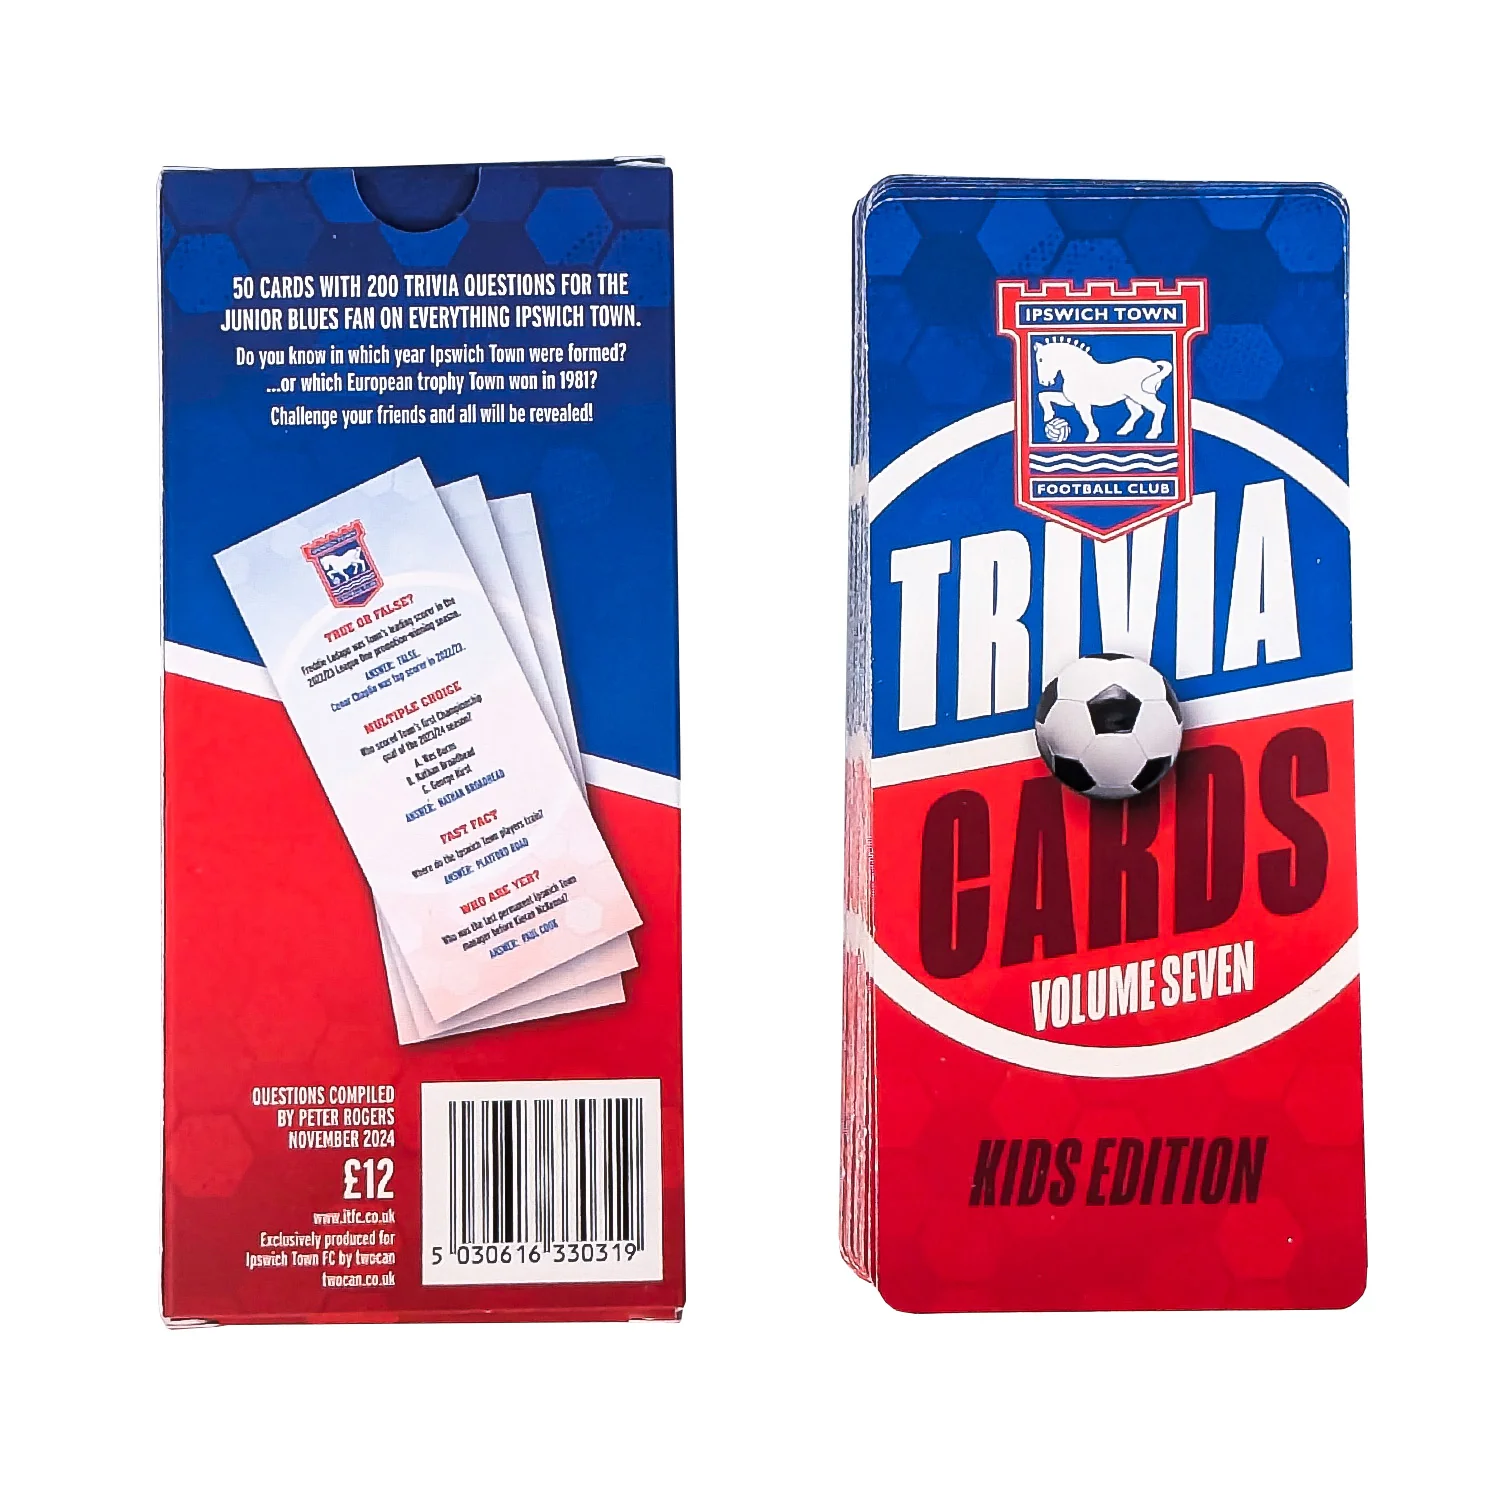 50 CARDS WITH 200 TRIVIA QUESTIONS FOR THE
JUNIOR BLUES FAN ON EVERYTHING IPSWICH TOWN.
Do you know in which year Ipswich Town were formed?
...or which European trophy Town won in 1981?
Challenge your friends and all will be revealed!
IPSWICH TOWN
TRUE OR FALSE?
Freddie Ladapo was Town's leading scorer in the
2022/23 League One promotion-winning season.
ANSWER: FALSE.
Conor Chaplin was top scorer in 2022/23.
MULTIPLE CHOICE
Who scored Town's first Championship
goal of the 2023/24 season?
A. Wes Burns
B. Nathan Broadhead
C. George Hirst
ANSWER: NATHAN BROADHEAD
FAST FACT
Where do the Ipswich Town players train?
ANSWER: PLAYFORD ROAD
WHO ARE YER?
Who was the last permanent Ipswich Town
manager before Kieran McKenna?
ANSWER: PAUL COOK
QUESTIONS COMPILED
BY PETER ROGERS
NOVEMBER 2024
£12
www.itfc.co.uk
Exclusively produced for
Ipswich Town FC by twocan
twocan.co.uk
5 030616 330319
IPSWICH TOWN
FOOTBALL CLUB
TRIVIA
CARDS
VOLUME SEVEN
KIDS EDITION